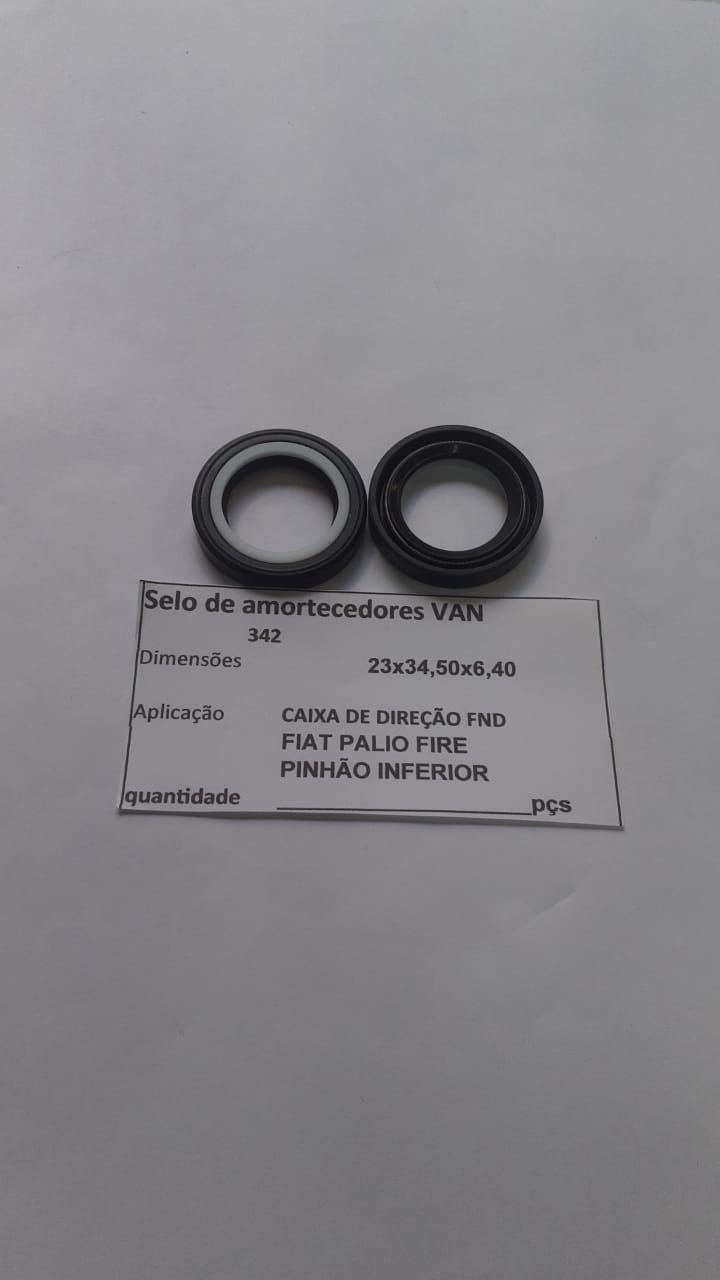 Selo de amortecedores VAN
342
Dimensões 23x34,50x6,40
Aplicação CAIXA DE DIREÇÃO FND
FIAT PALIO FIRE
PINHÃO INFERIOR
quantidade ____________________pçs